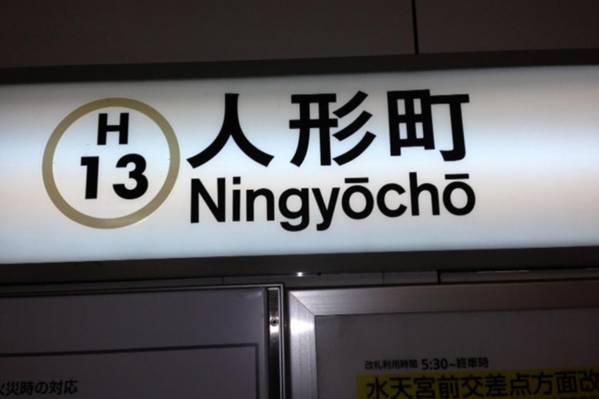 H
13
人形町
Ningyōchō
改札利用時間 5:30~終車時
水天宮前交差点方面改
火災時の対応